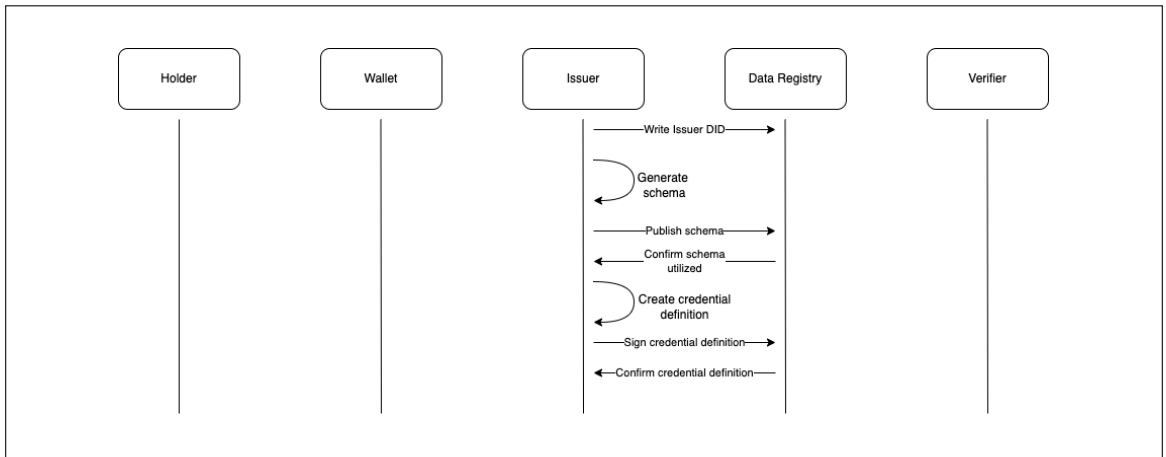 Holder
Wallet
Issuer
Data Registry
Verifier
Write Issuer DID
Generate
schema
Publish schema
Confirm schema
utilized
Create credential
definition
Sign credential definition
Confirm credential definition